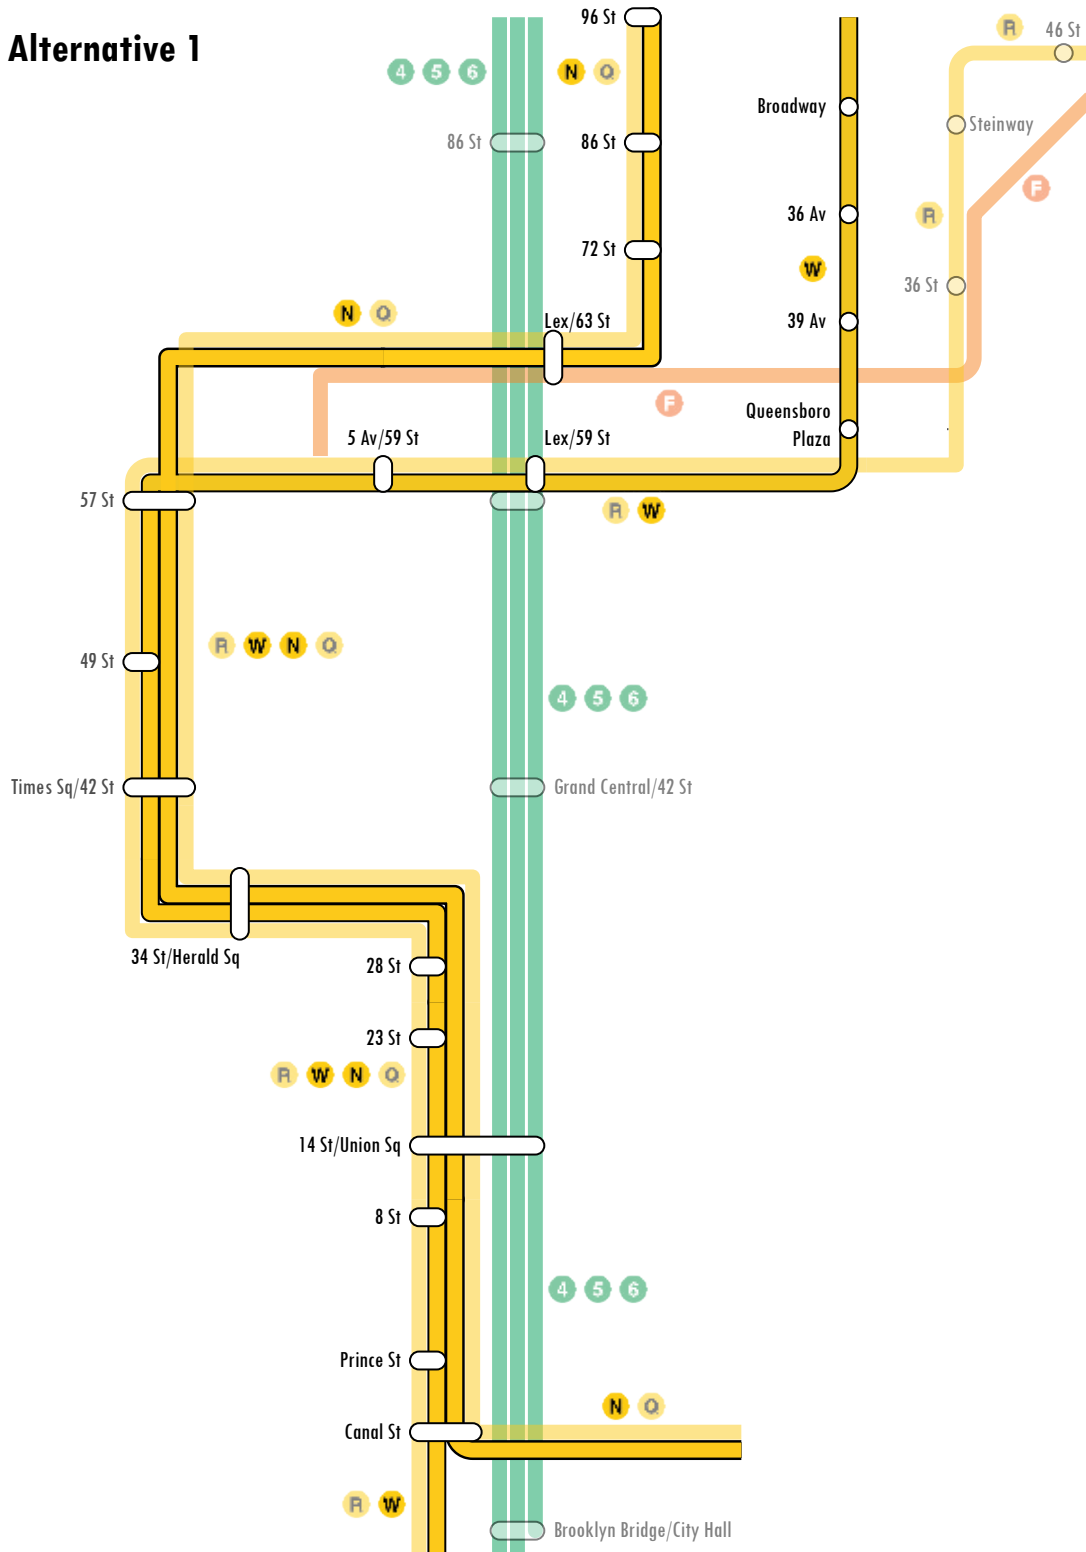 96 St
Alternative 1
R
46 St
4 5 6
N Q
Broadway
Steinway
86 St
86 St
F
36 Av
R
72 St
W
36 St
N Q
Lex/63 St
39 Av
F
Queensboro
Plaza
5 Av/59 St
Lex/59 St
57 St
R W
R W N Q
49 St
4 5 6
Times Sq/42 St
Grand Central/42 St
34 St/Herald Sq
28 St
23 St
R W N Q
14 St/Union Sq
8 St
4 5 6
Prince St
N Q
Canal St
R W
Brooklyn Bridge/City Hall